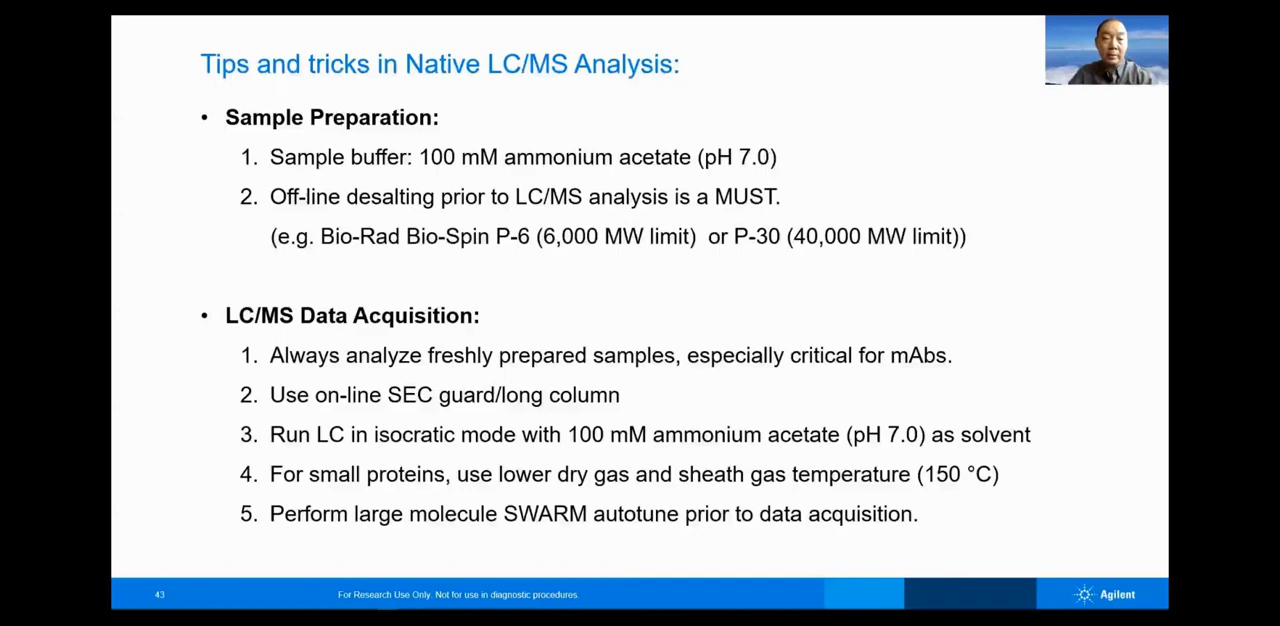 Tips and tricks in Native LC/MS Analysis:
• Sample Preparation:
1. Sample buffer: 100 mM ammonium acetate (pH 7.0)
2. Off-line desalting prior to LC/MS analysis is a MUST.
(e.g. Bio-Rad Bio-Spin P-6 (6,000 MW limit) or P-30 (40,000 MW limit))
• LC/MS Data Acquisition:
1. Always analyze freshly prepared samples, especially critical for mAbs.
2. Use on-line SEC guard/long column
3. Run LC in isocratic mode with 100 mM ammonium acetate (pH 7.0) as solvent
4. For small proteins, use lower dry gas and sheath gas temperature (150 °C)
5. Perform large molecule SWARM autotune prior to data acquisition.
43 For Research Use Only. Not for use in diagnostic procedures. Agilent